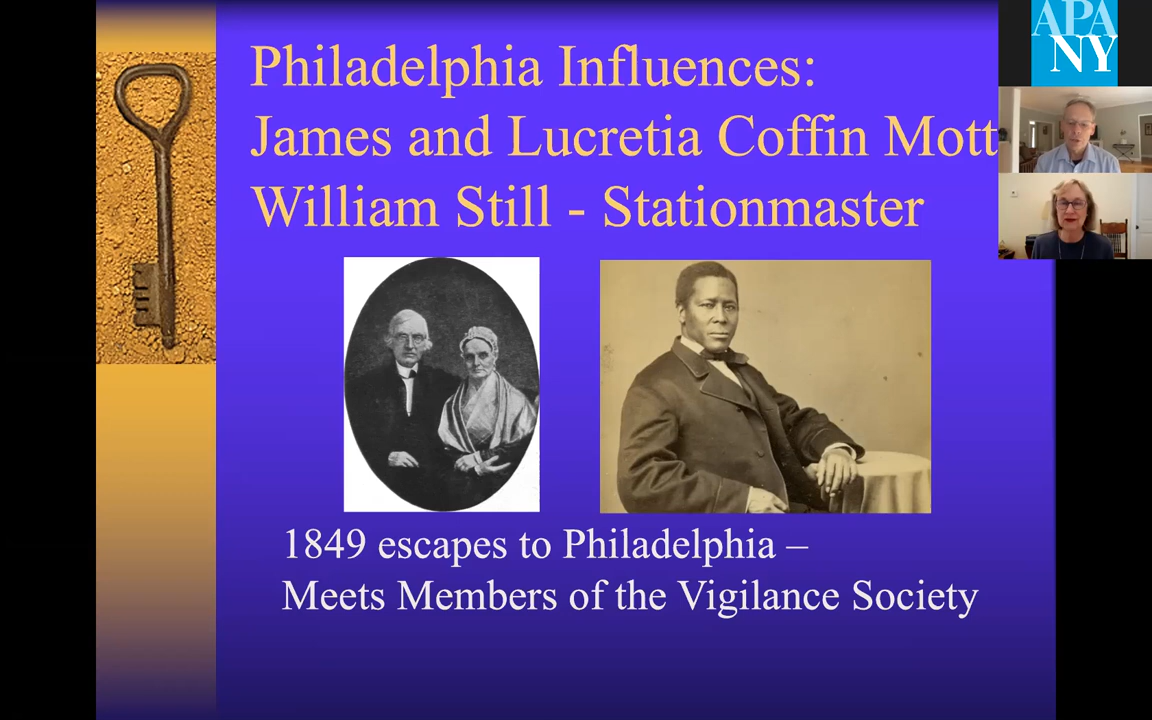 Philadelphia Influences:
James and Lucretia Coffin Mott
William Still - Stationmaster
1849 escapes to Philadelphia –
Meets Members of the Vigilance Society
APA
NY